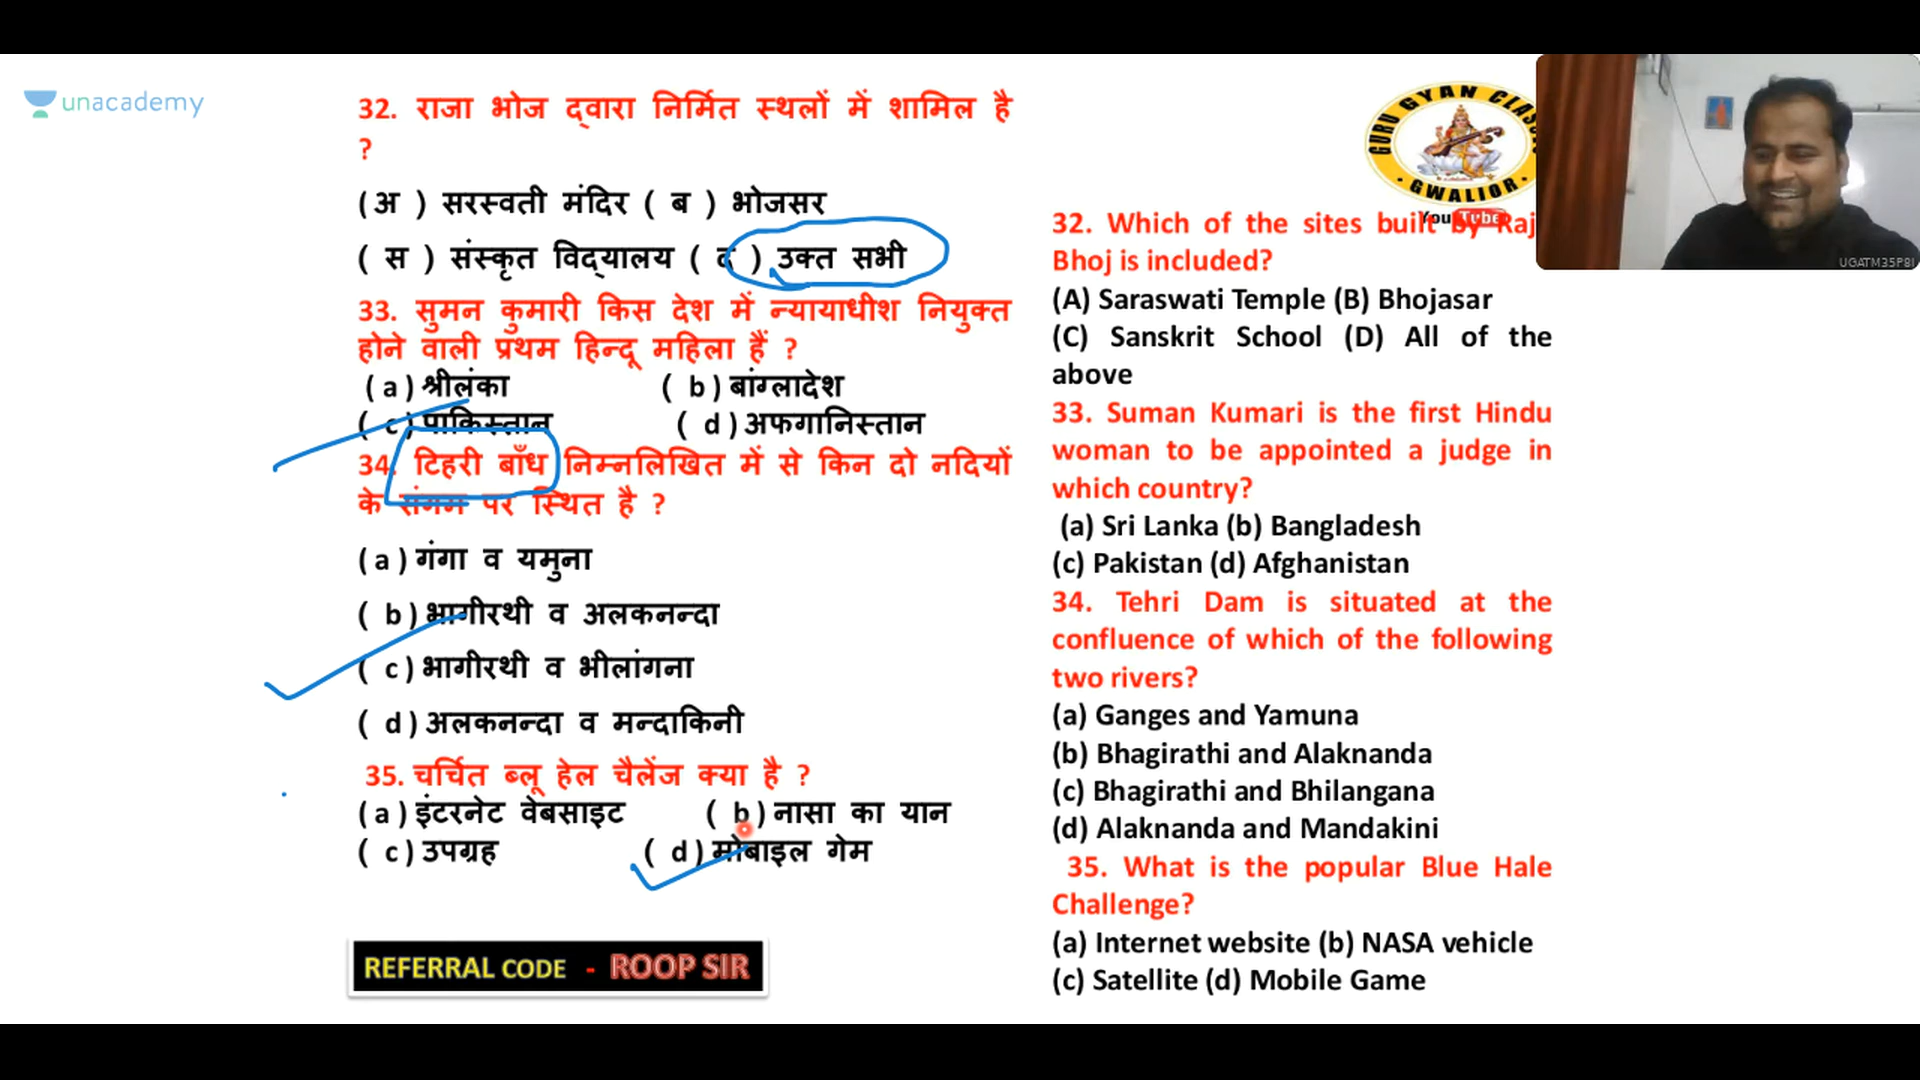 unacademy
32. राजा भोज द्वारा निर्मित स्थलों में शामिल है
?
(अ ) सरस्वती मंदिर ( ब ) भोजसर
( स ) संस्कृत विद्यालय ( द ) उक्त सभी
33. सुमन कुमारी किस देश में न्यायाधीश नियुक्त
होने वाली प्रथम हिन्दू महिला हैं ?
(a) श्रीलंका ( b) बांग्लादेश
( c) पाकिस्तान ( d) अफगानिस्तान
34. टिहरी बाँध निम्नलिखित में से किन दो नदियों
के संगम पर स्थित है ?
(a) गंगा व यमुना
( b) भागीरथी व अलकनन्दा
( c) भागीरथी व भीलांगना
( d) अलकनन्दा व मन्दाकिनी
35. चर्चित ब्लू हेल चैलेंज क्या है ?
(a) इंटरनेट वेबसाइट ( b) नासा का यान
( c) उपग्रह ( d) मोबाइल गेम
REFERRAL CODE - ROOP SIR
GURU GYAN
GWALIOR
YouTube
32. Which of the sites built by Raj
Bhoj is included?
(A) Saraswati Temple (B) Bhojasar
(C) Sanskrit School (D) All of the
above
33. Suman Kumari is the first Hindu
woman to be appointed a judge in
which country?
(a) Sri Lanka (b) Bangladesh
(c) Pakistan (d) Afghanistan
34. Tehri Dam is situated at the
confluence of which of the following
two rivers?
(a) Ganges and Yamuna
(b) Bhagirathi and Alaknanda
(c) Bhagirathi and Bhilangana
(d) Alaknanda and Mandakini
35. What is the popular Blue Hale
Challenge?
(a) Internet website (b) NASA vehicle
(c) Satellite (d) Mobile Game
UGATM35P8I